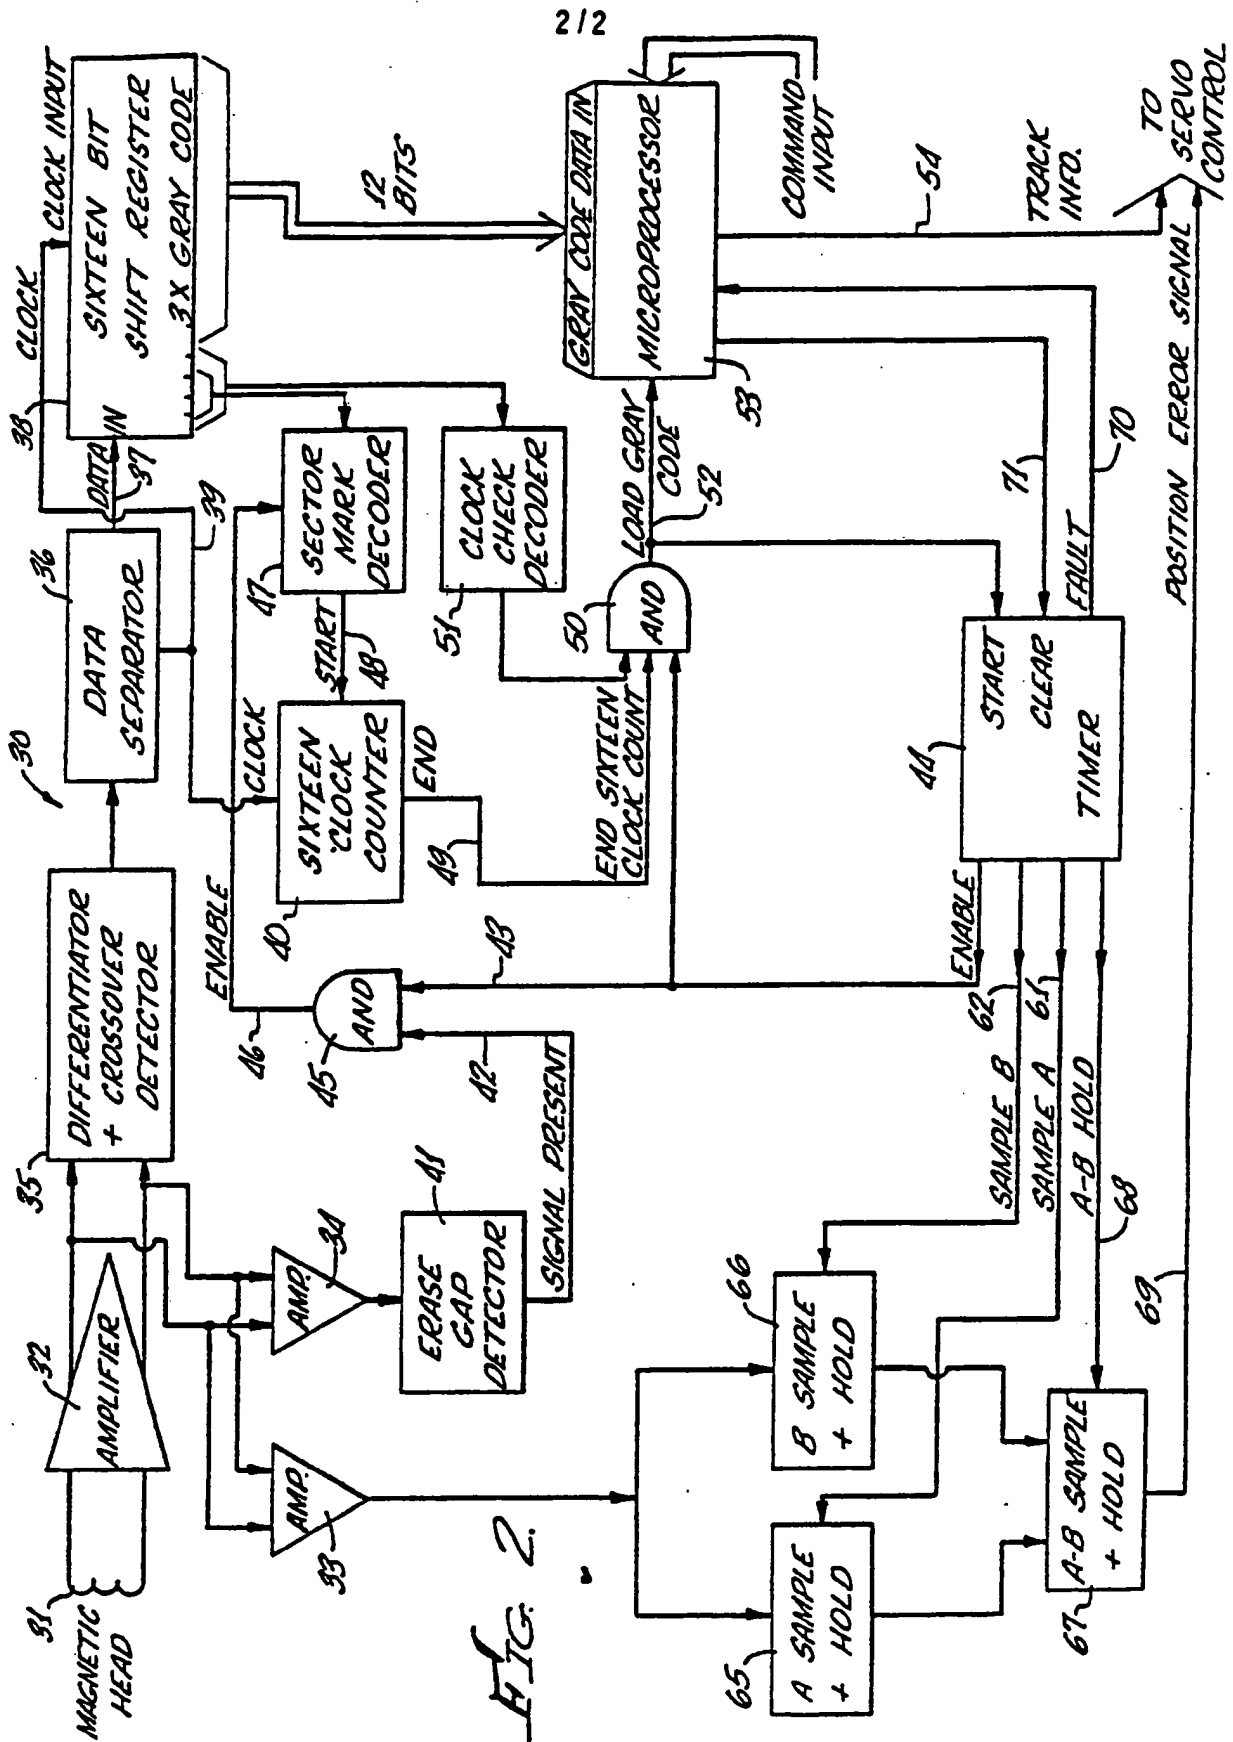 2/2
31
MAGNETIC
HEAD
32
AMPLIFIER
35
DIFFERENTIATOR
+ CROSSOVER
DETECTOR
30
36
DATA
SEPARATOR
DATA
IN
37
38
CLOCK
CLOCK INPUT
SIXTEEN BIT
SHIFT REGISTER
3X GRAY CODE
39
33
AMP.
34
AMP.
41
ERASE
GAP
DETECTOR
SIGNAL PRESENT
42
43
45
AND
46
ENABLE
CLOCK
40
SIXTEEN
CLOCK
COUNTER
END
49
START
48
47
SECTOR
MARK
DECODER
51
CLOCK
CHECK
DECODER
12
BITS
END SIXTEEN
CLOCK COUNT
50
AND
LOAD GRAY
CODE
52
GRAY CODE DATA IN
MICROPROCESSOR
53
COMMAND
INPUT
54
TRACK
INFO.
TO
SERVO
CONTROL
71
70
FAULT
44
START
CLEAR
TIMER
ENABLE
62
61
SAMPLE B
SAMPLE A
A-B HOLD
68
66
B SAMPLE
+ HOLD
65
A SAMPLE
+ HOLD
67
A-B SAMPLE
+ HOLD
69
POSITION ERROR SIGNAL
FIG. 2.